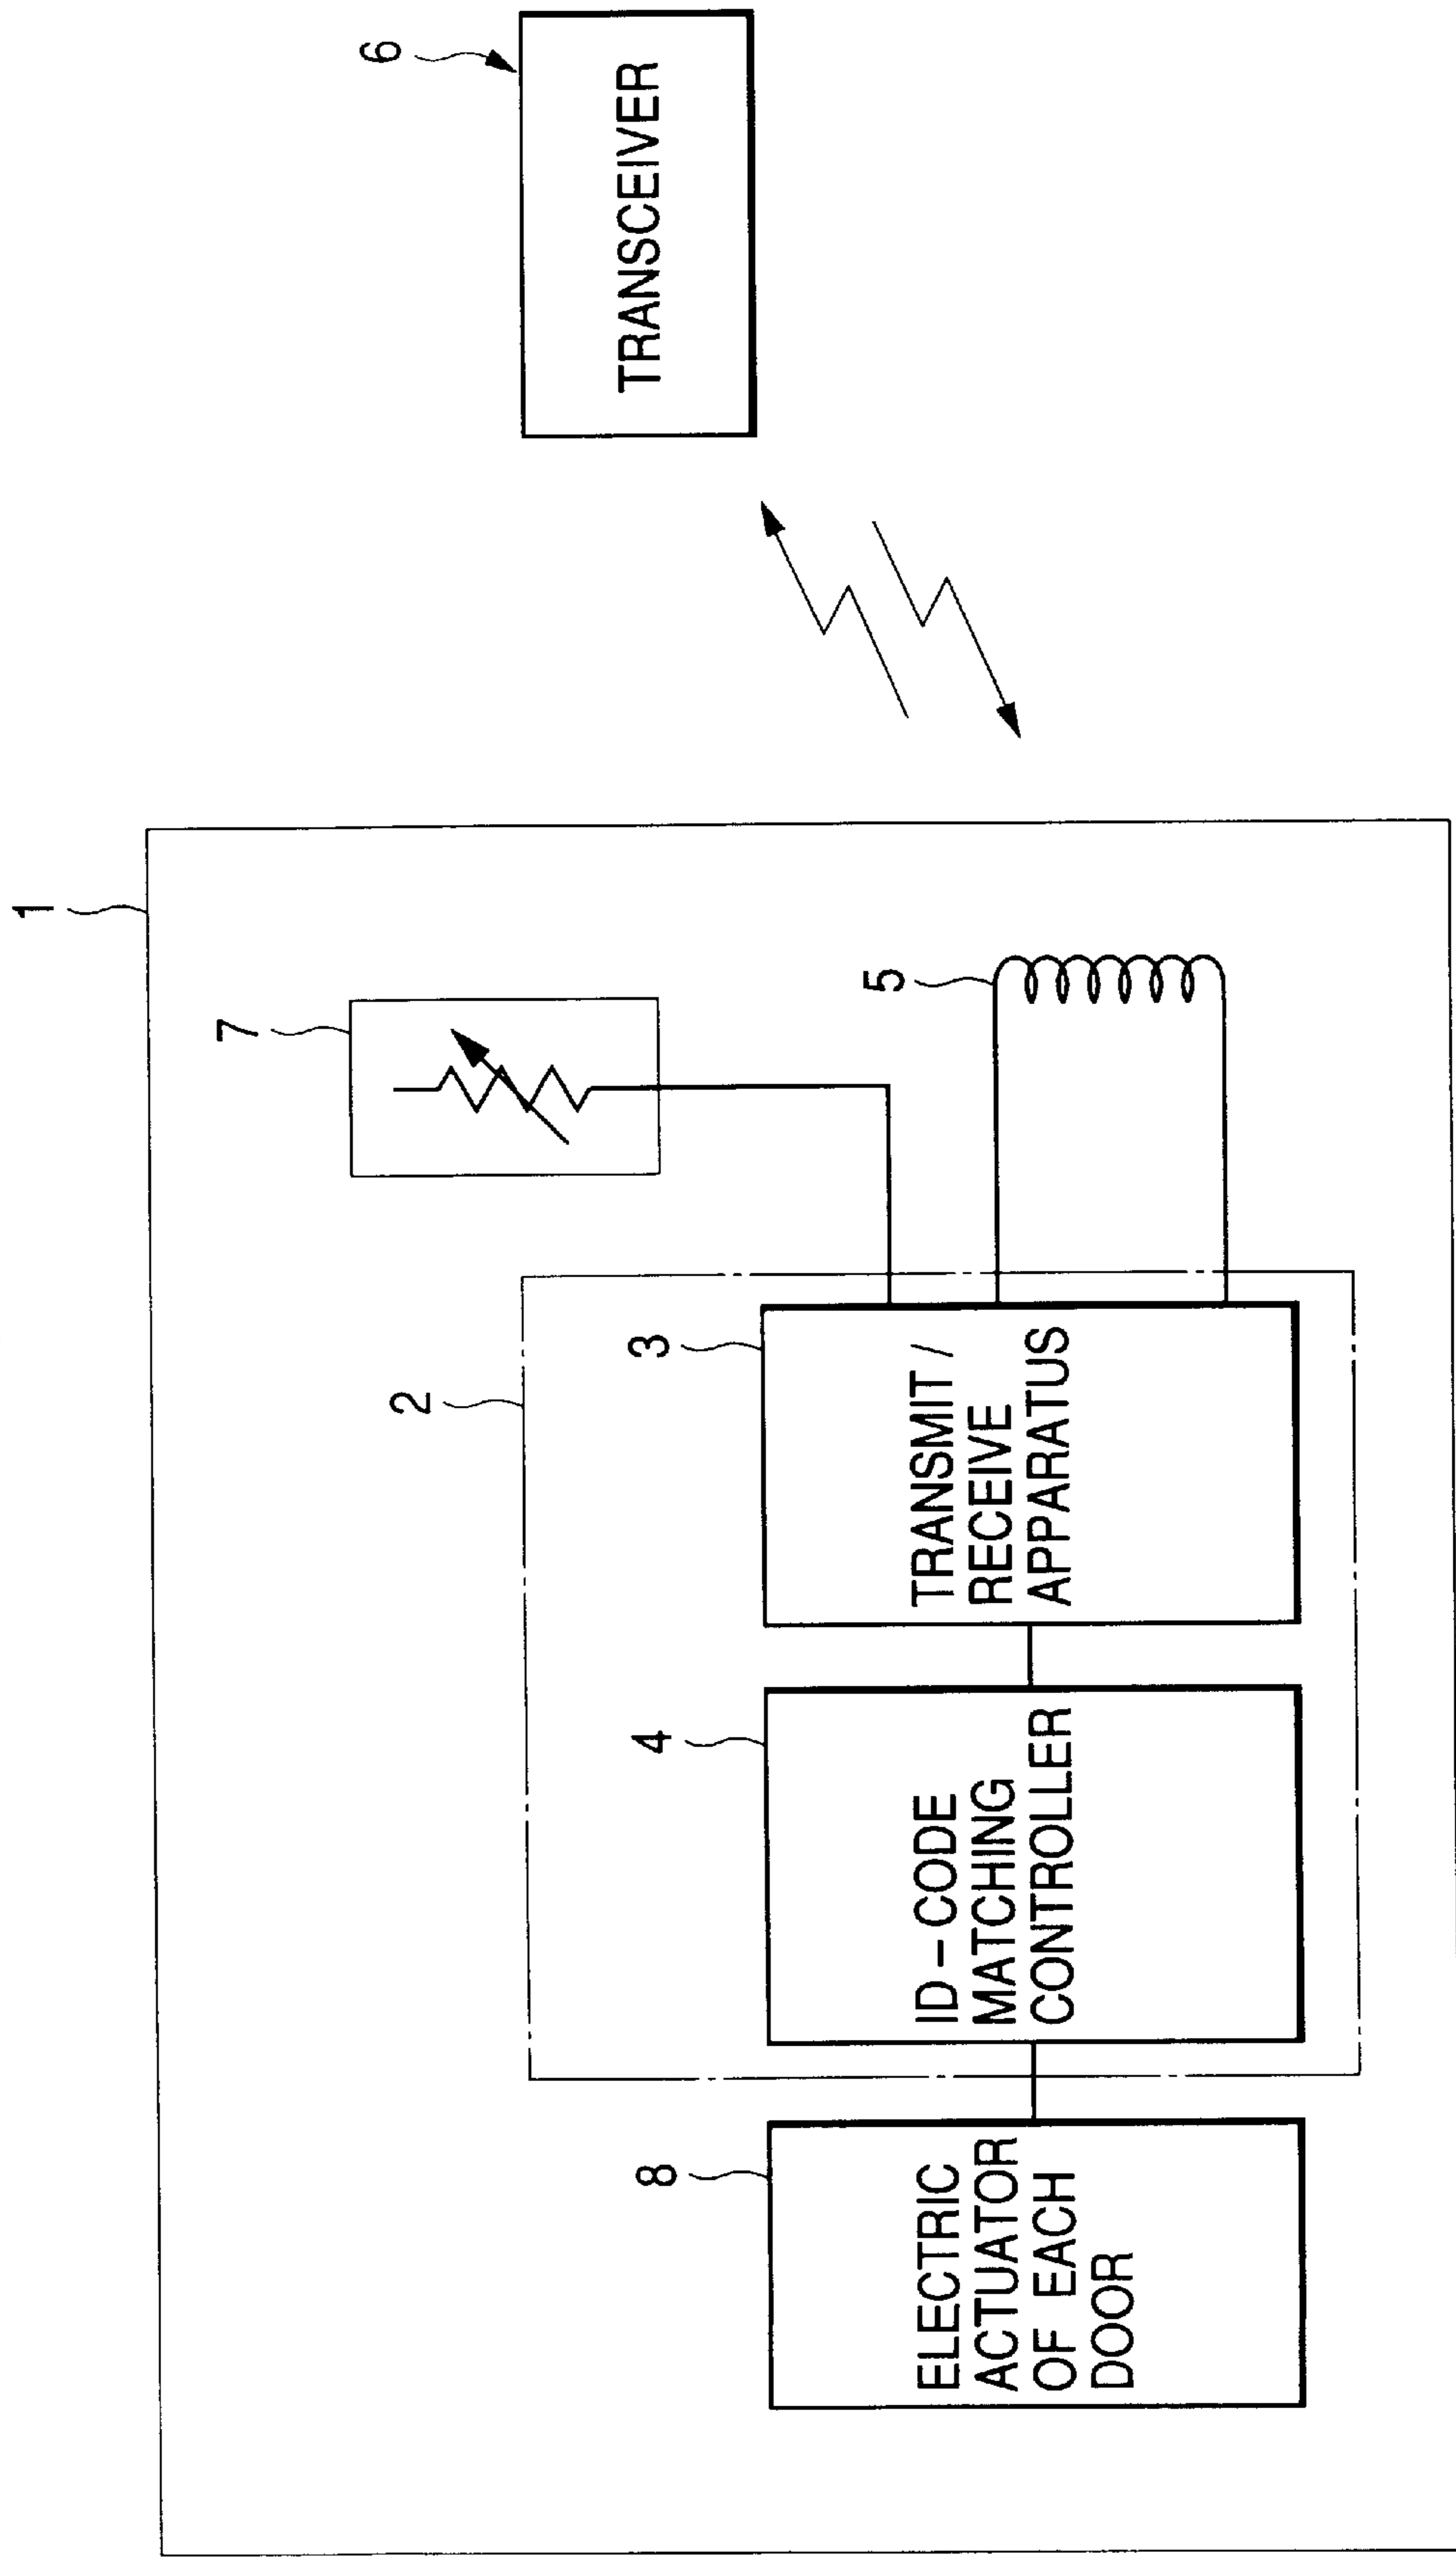 1
7
6
TRANSCEIVER
2
8
ELECTRIC
ACTUATOR
OF EACH
DOOR
4
ID–CODE
MATCHING
CONTROLLER
3
TRANSMIT /
RECEIVE
APPARATUS
5